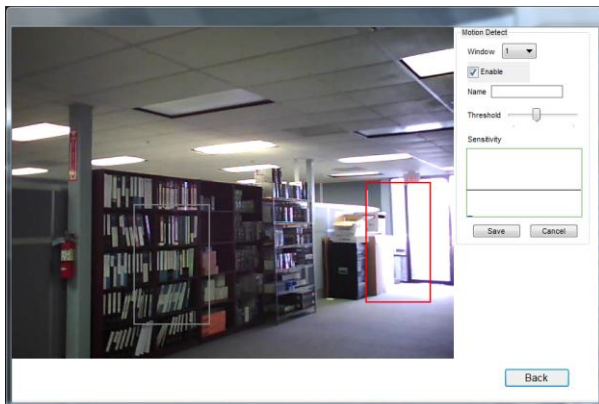 Motion Detect
Window 1
Enable
Name
Threshold
Sensitivity
Save Cancel
Back